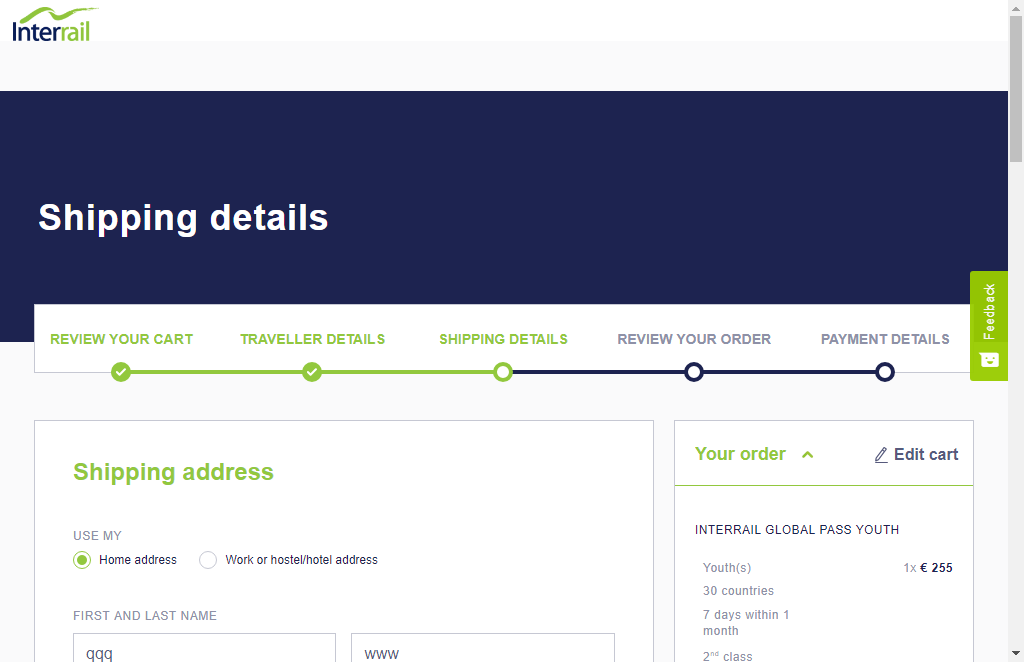 Interrail
Shipping details
Feedback
REVIEW YOUR CART TRAVELLER DETAILS SHIPPING DETAILS REVIEW YOUR ORDER PAYMENT DETAILS
Shipping address
USE MY
Home address Work or hostel/hotel address
FIRST AND LAST NAME
qqq www
Your order Edit cart
INTERRAIL GLOBAL PASS YOUTH
Youth(s) 1x € 255
30 countries
7 days within 1
month
2nd class